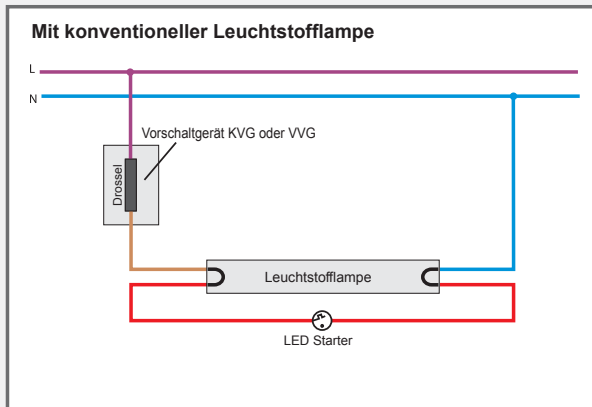 Mit konventioneller Leuchtstofflampe
L
N
Vorschaltgerät KVG oder VVG
Drossel
Leuchtstofflampe
LED Starter